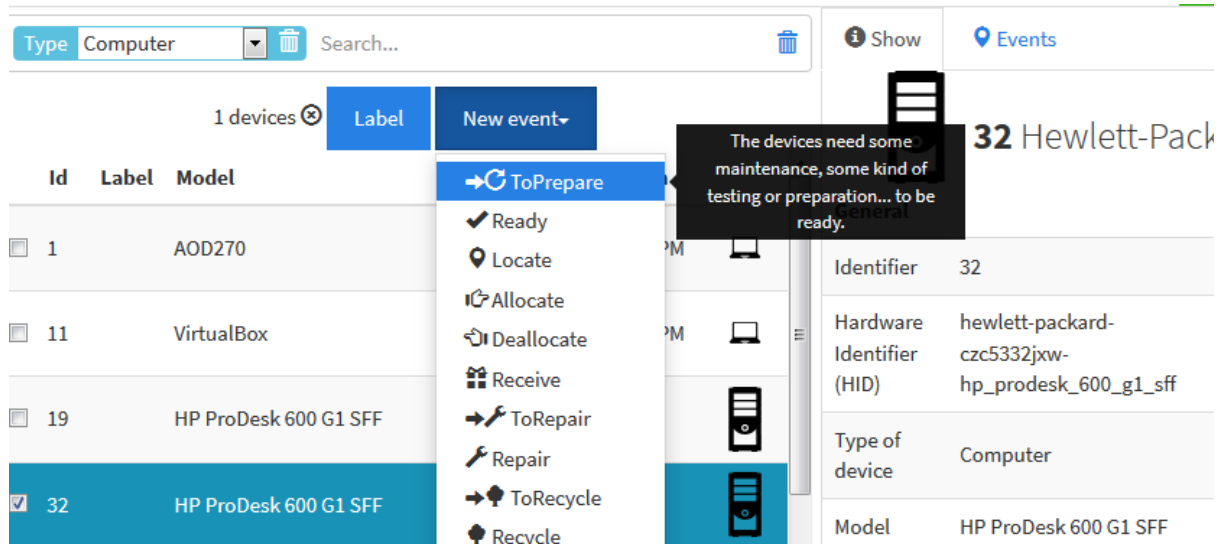 Type Computer Search...
1 devices Label New event
Id Label Model
1 AOD270 PM
11 VirtualBox PM
19 HP ProDesk 600 G1 SFF
32 HP ProDesk 600 G1 SFF
ToPrepare
Ready
Locate
Allocate
Deallocate
Receive
ToRepair
Repair
ToRecycle
Recycle
The devices need some
maintenance, some kind of
testing or preparation... to be
ready.
Show Events
32 Hewlett-Pack
General
Identifier 32
Hardware
Identifier
(HID)
hewlett-packard-
czc5332jxw-
hp_prodesk_600_g1_sff
Type of
device
Computer
Model HP ProDesk 600 G1 SFF